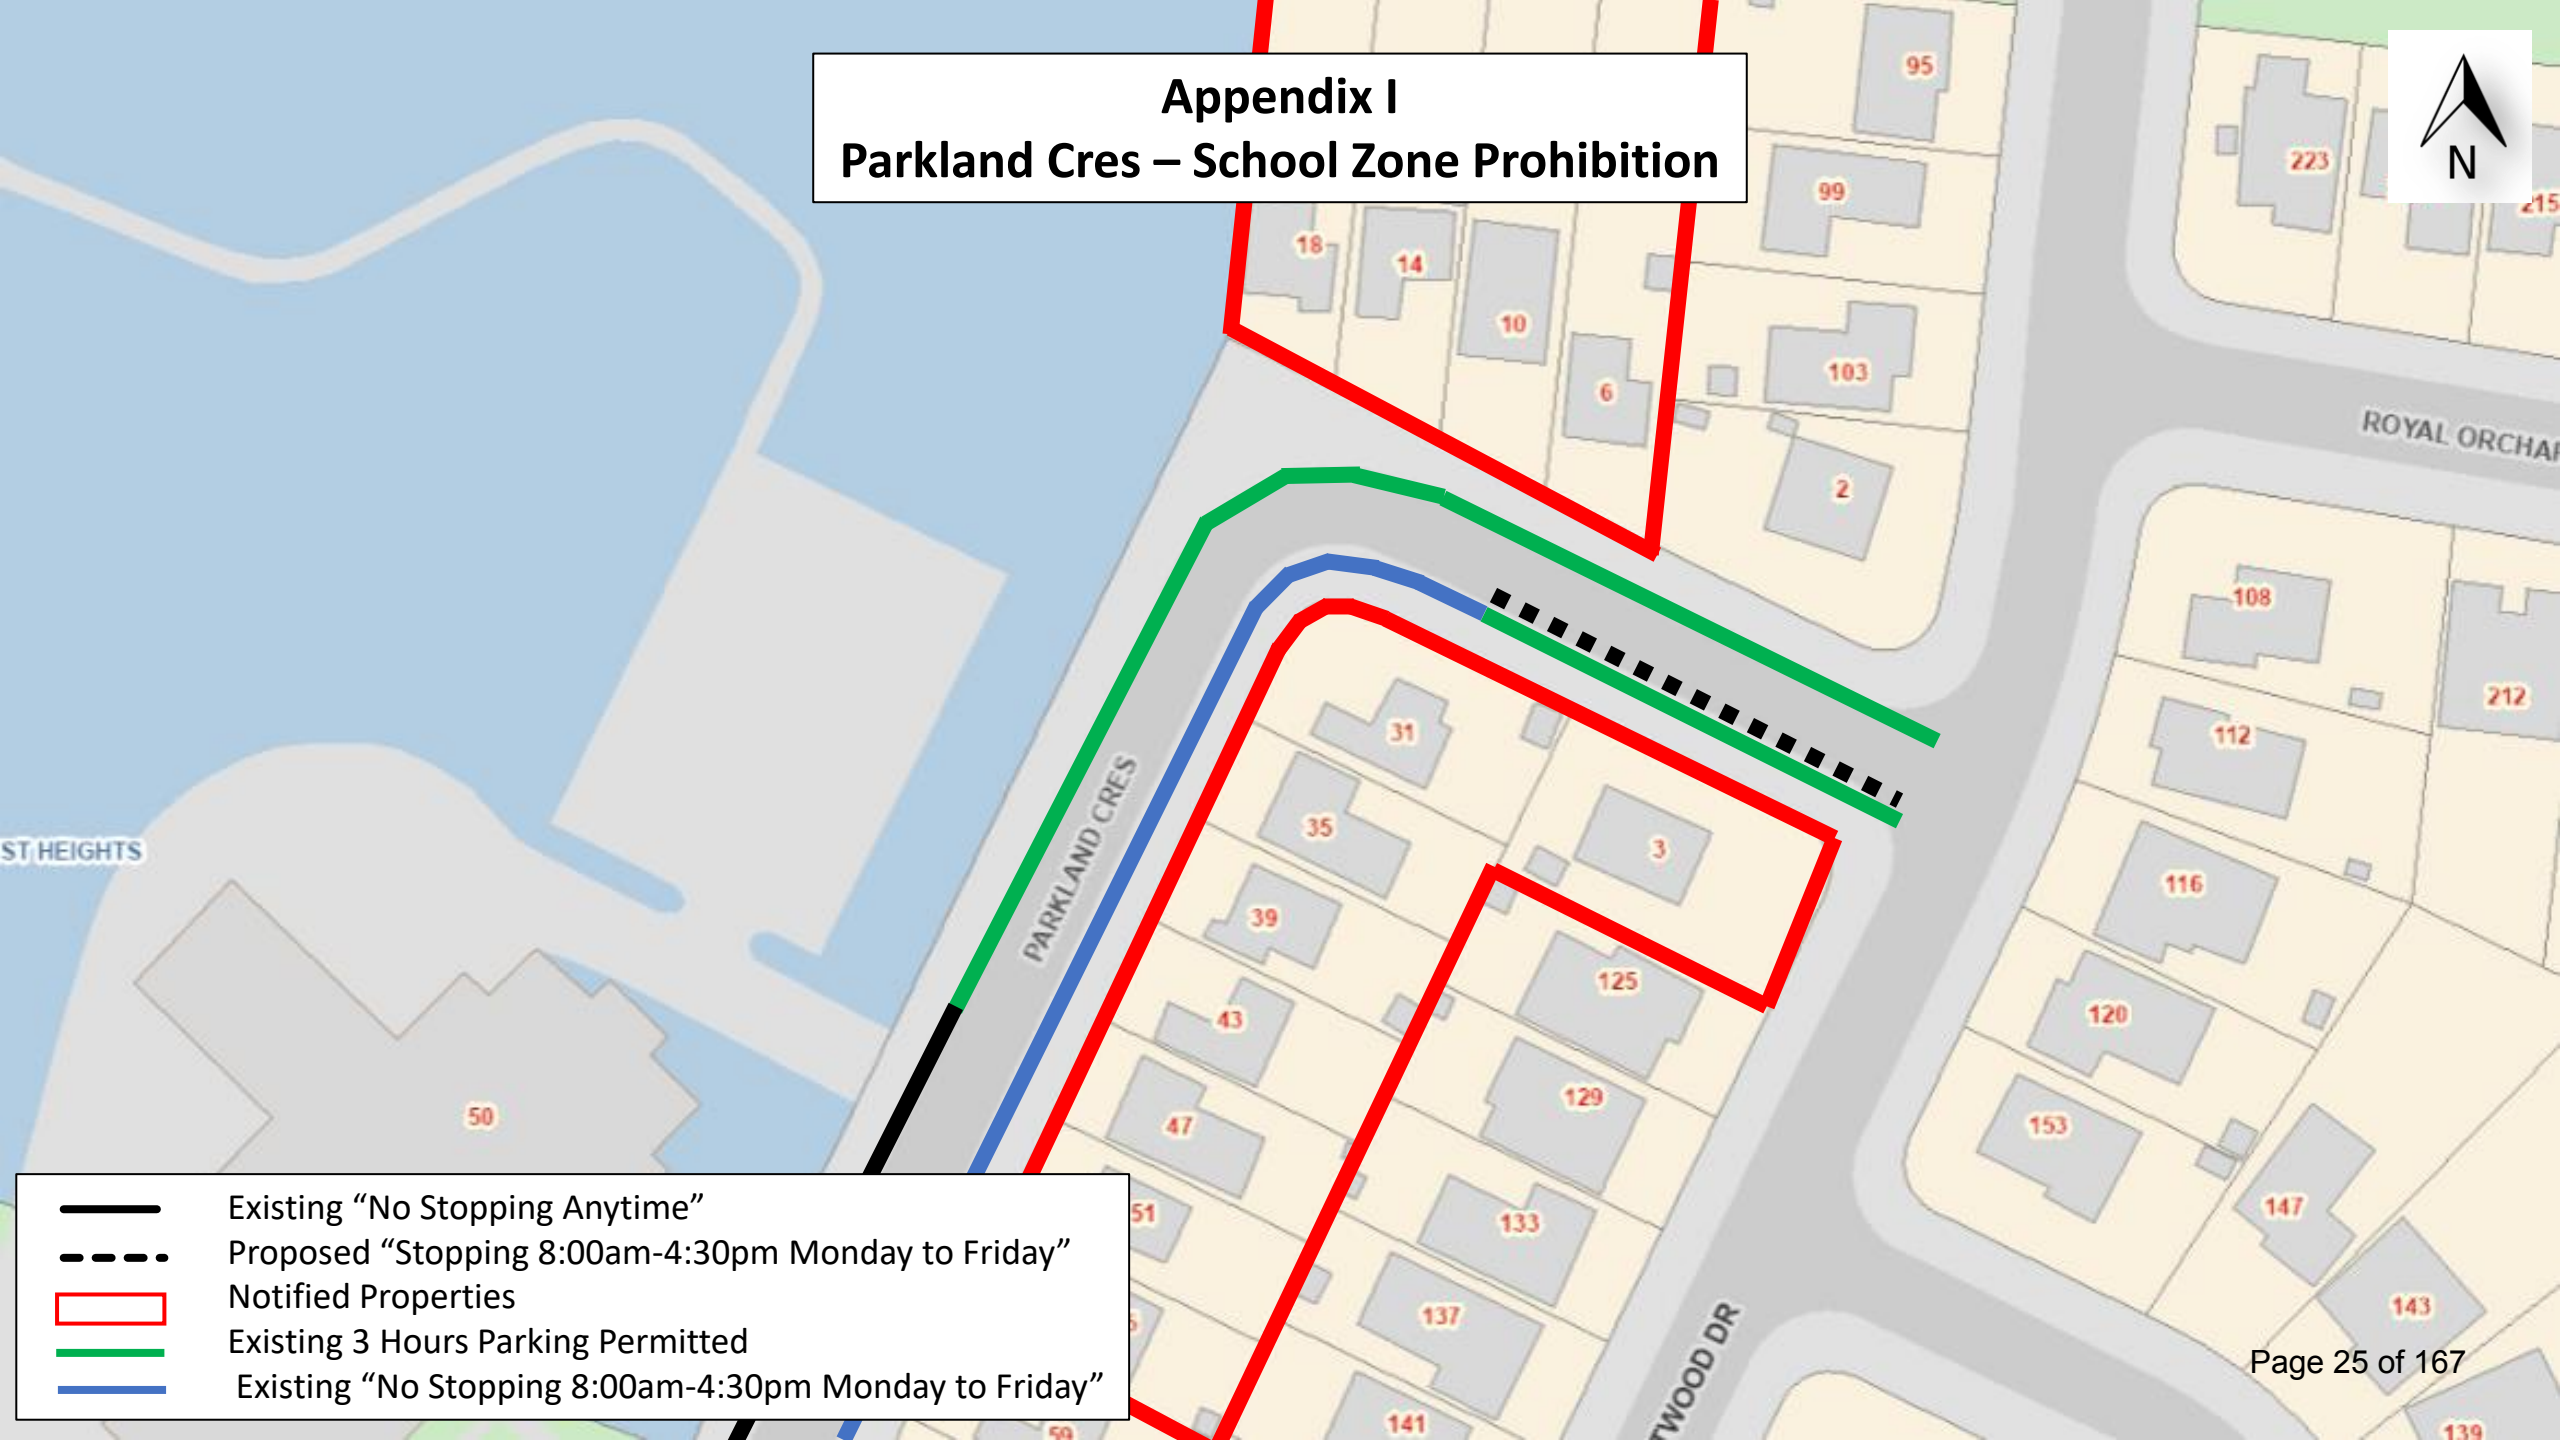 Appendix I
Parkland Cres – School Zone Prohibition
N
95
99
223
215
18
14
10
6
103
2
ROYAL ORCHAR
108
212
112
31
35
3
116
PARKLAND CRES
ST HEIGHTS
39
125
43
120
50
47
129
153
51
133
147
137
143
141
59
139
TWOOD DR
Existing “No Stopping Anytime”
Proposed “Stopping 8:00am-4:30pm Monday to Friday”
Notified Properties
Existing 3 Hours Parking Permitted
Existing “No Stopping 8:00am-4:30pm Monday to Friday”
Page 25 of 167